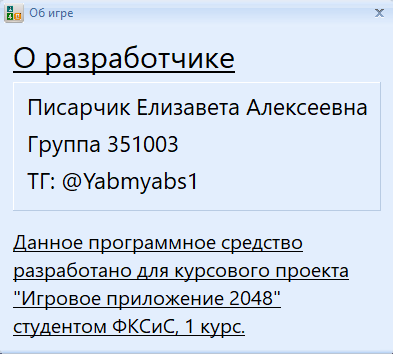 Об игре
О разработчике
Писарчик Елизавета Алексеевна
Группа 351003
ТГ: @Yabmyabs1
Данное программное средство
разработано для курсового проекта
"Игровое приложение 2048"
студентом ФКСиС, 1 курс.